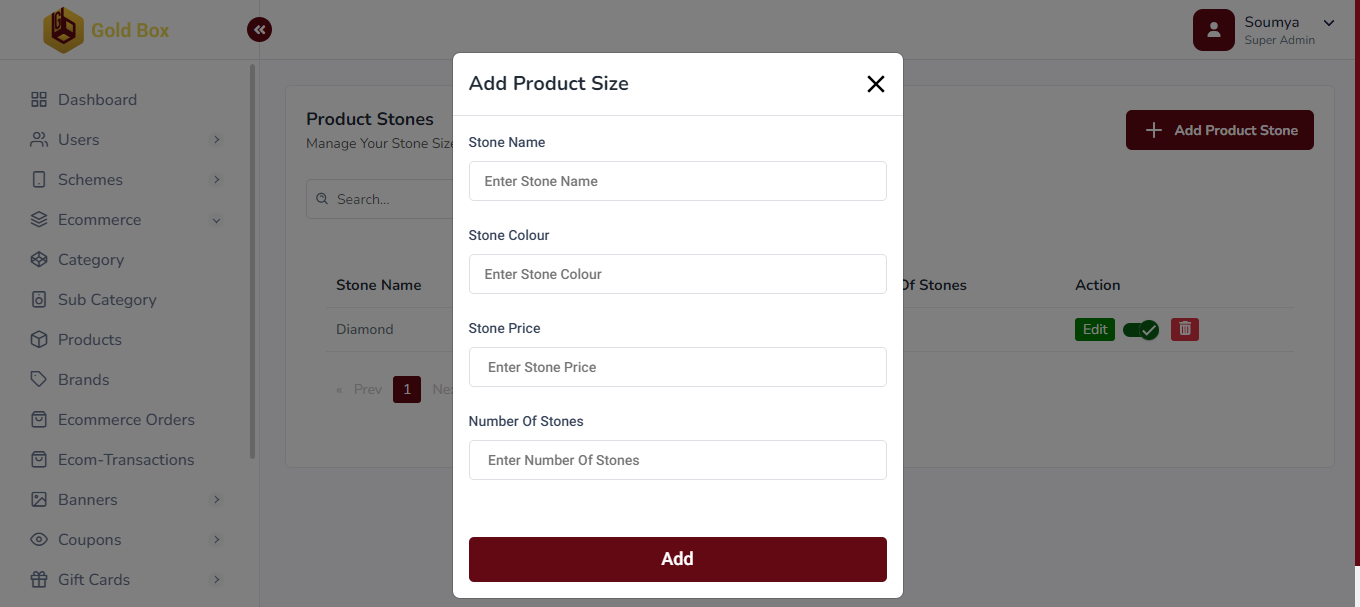 Gold Box
Soumya
Super Admin
Dashboard
Users
Schemes
Ecommerce
Category
Sub Category
Products
Brands
Ecommerce Orders
Ecom-Transactions
Banners
Coupons
Gift Cards
Product Stones
Manage Your Stone Size
Add Product Stone
Search...
Stone Name
Of Stones
Action
Diamond
Edit
« Prev 1
Add Product Size
Stone Name
Enter Stone Name
Stone Colour
Enter Stone Colour
Stone Price
Enter Stone Price
Number Of Stones
Enter Number Of Stones
Add